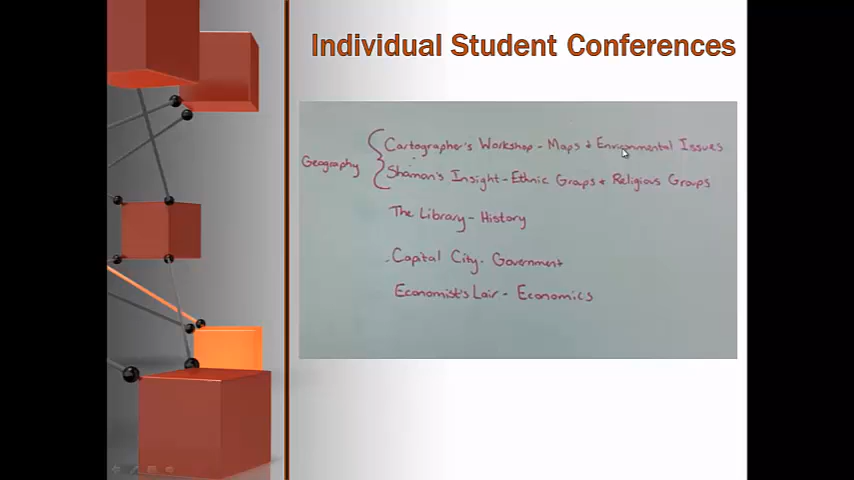 Individual Student Conferences
Geography
Cartographer's Workshop - Maps & Environmental Issues
Shaman's Insight - Ethnic Groups & Religious Groups
The Library - History
Capital City - Government
Economist's Lair - Economics